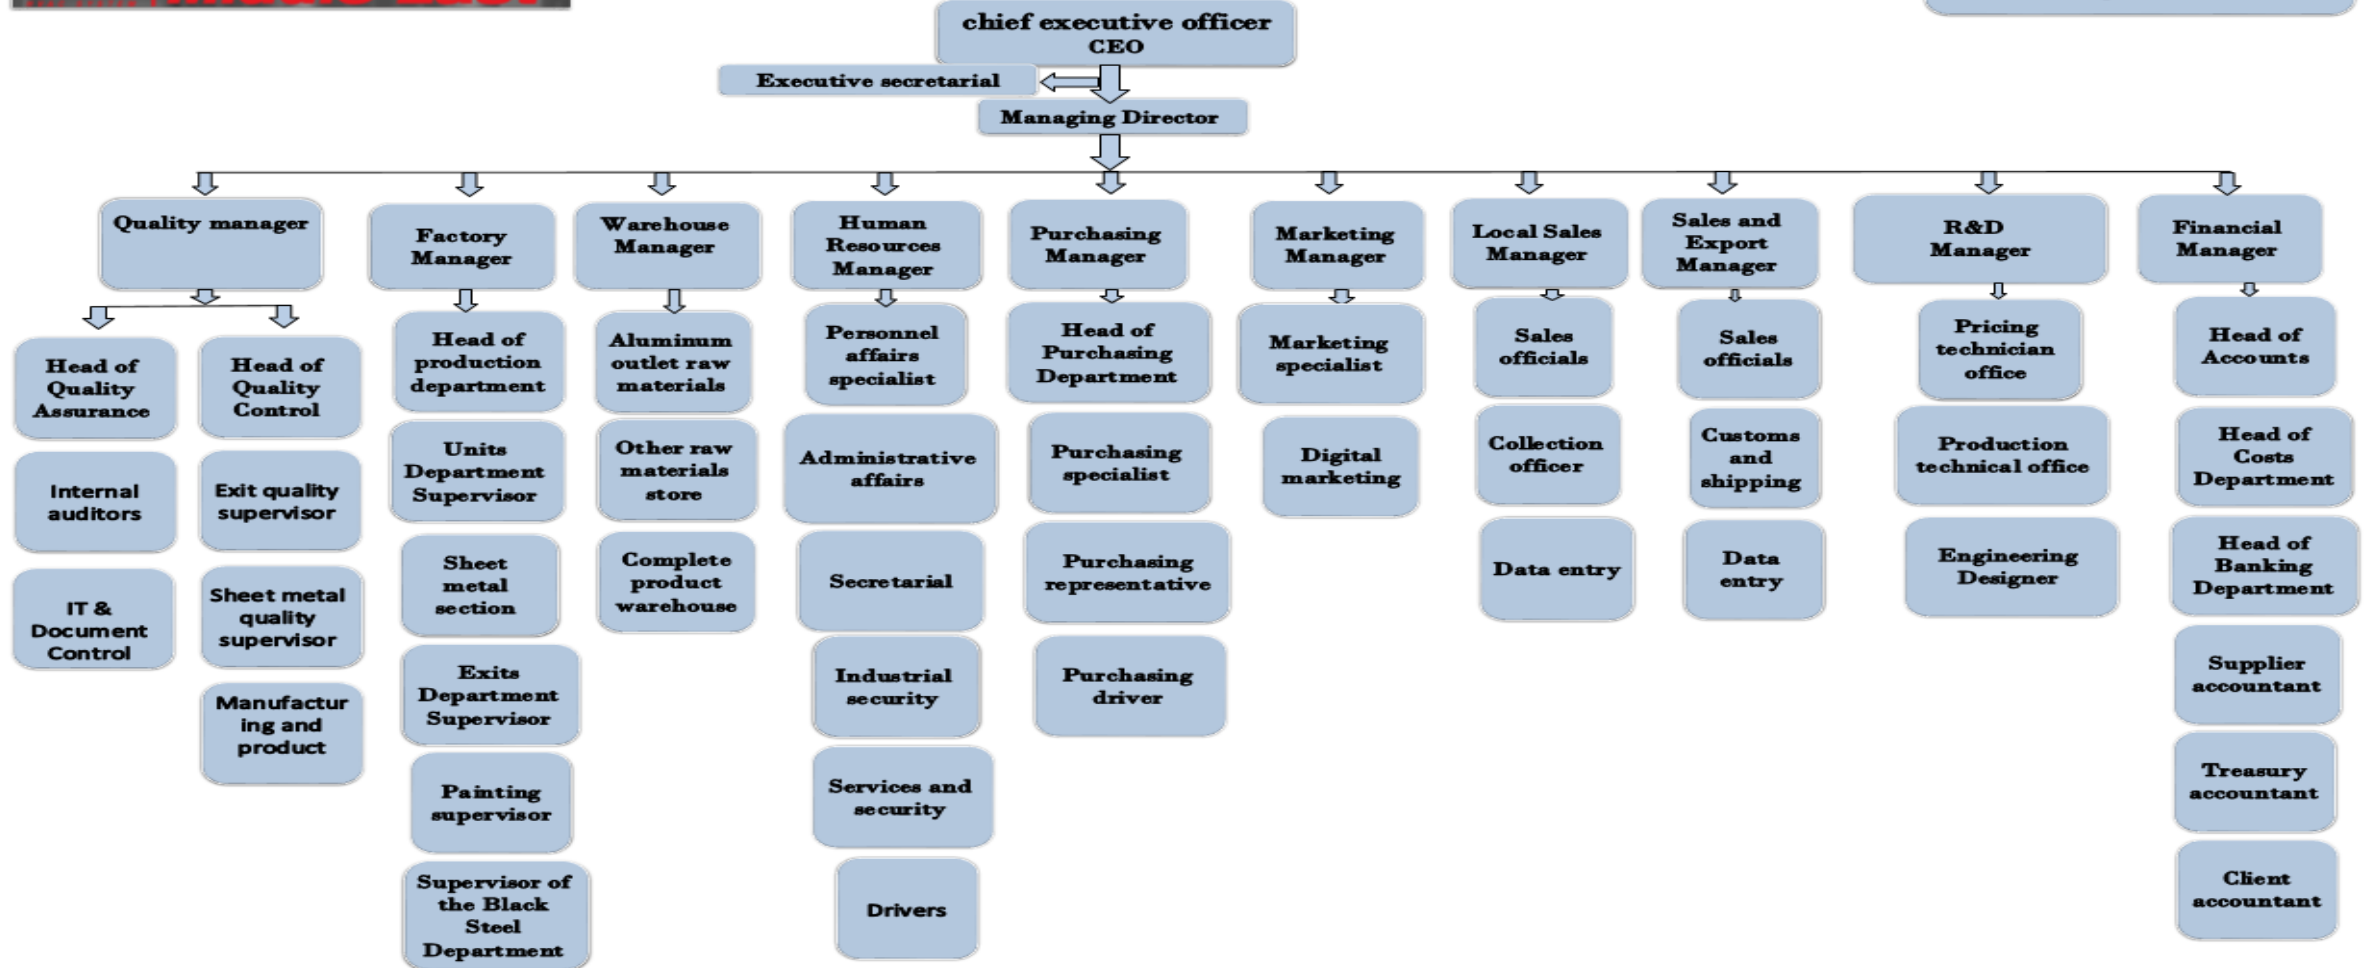 Middle East
chief executive officer
CEO
Executive secretarial
Managing Director
Quality manager
Factory
Manager
Warehouse
Manager
Human
Resources
Manager
Purchasing
Manager
Marketing
Manager
Local Sales
Manager
Sales and
Export
Manager
R&D
Manager
Financial
Manager
Head of
Quality
Assurance
Internal
auditors
IT &
Document
Control
Head of
Quality
Control
Exit quality
supervisor
Sheet metal
quality
supervisor
Manufactur
ing and
product
Head of
production
department
Units
Department
Supervisor
Sheet
metal
section
Exits
Department
Supervisor
Painting
supervisor
Supervisor of
the Black
Steel
Department
Aluminum
outlet raw
materials
Other raw
materials
store
Complete
product
warehouse
Personnel
affairs
specialist
Administrative
affairs
Secretarial
Industrial
security
Services and
security
Drivers
Head of
Purchasing
Department
Purchasing
specialist
Purchasing
representative
Purchasing
driver
Marketing
specialist
Digital
marketing
Sales
officials
Collection
officer
Data entry
Sales
officials
Customs
and
shipping
Data
entry
Pricing
technician
office
Production
technical office
Engineering
Designer
Head of
Accounts
Head of
Costs
Department
Head of
Banking
Department
Supplier
accountant
Treasury
accountant
Client
accountant